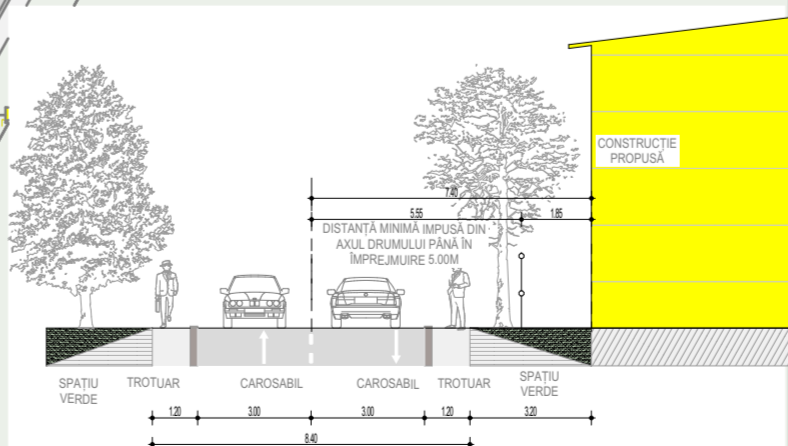 CONSTRUCȚIE
PROPUSĂ
7.40
5.55
1.85
DISTANȚĂ MINIMĂ IMPUSĂ DIN
AXUL DRUMULUI PÂNĂ ÎN
ÎMPREJMUIRE 5.00M
SPAȚIU
VERDE
TROTUAR
CAROSABIL
CAROSABIL
TROTUAR
SPAȚIU
VERDE
1.20
3.00
3.00
1.20
3.20
8.40